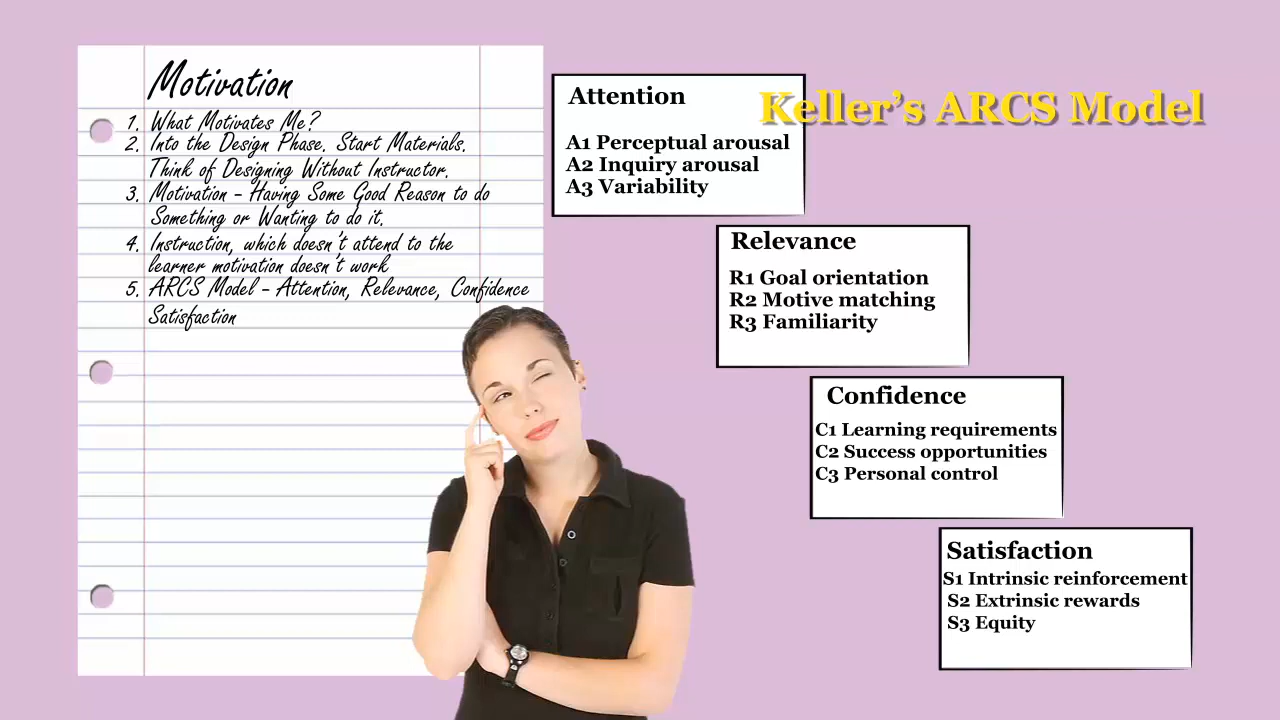 Motivation
1. What Motivates Me?
2. Into the Design Phase. Start Materials.
Think of Designing Without Instructor.
3. Motivation - Having Some Good Reason to do
Something or Wanting to do it.
4. Instruction, which doesn't attend to the
learner motivation doesn't work
5. ARCS Model - Attention, Relevance, Confidence
Satisfaction
Keller's ARCS Model
Attention
A1 Perceptual arousal
A2 Inquiry arousal
A3 Variability
Relevance
R1 Goal orientation
R2 Motive matching
R3 Familiarity
Confidence
C1 Learning requirements
C2 Success opportunities
C3 Personal control
Satisfaction
S1 Intrinsic reinforcement
S2 Extrinsic rewards
S3 Equity